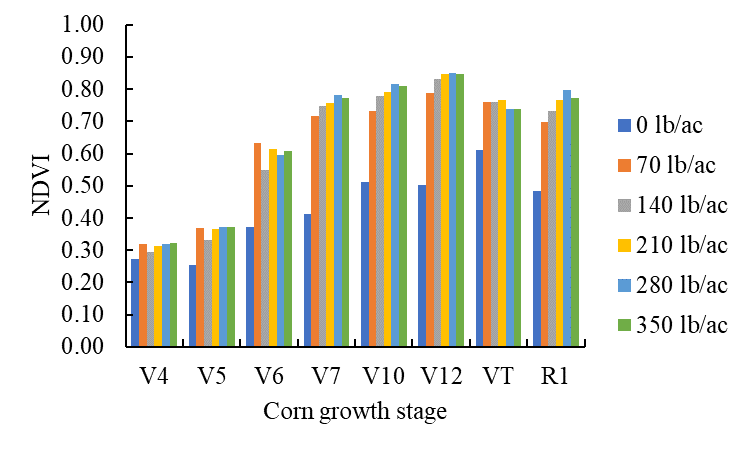 1.00
0.90
0.80
0.70
0.60
0.50
0.40
0.30
0.20
0.10
0.00
NDVI
V4 V5 V6 V7 V10 V12 VT R1
Corn growth stage
0 lb/ac
70 lb/ac
140 lb/ac
210 lb/ac
280 lb/ac
350 lb/ac